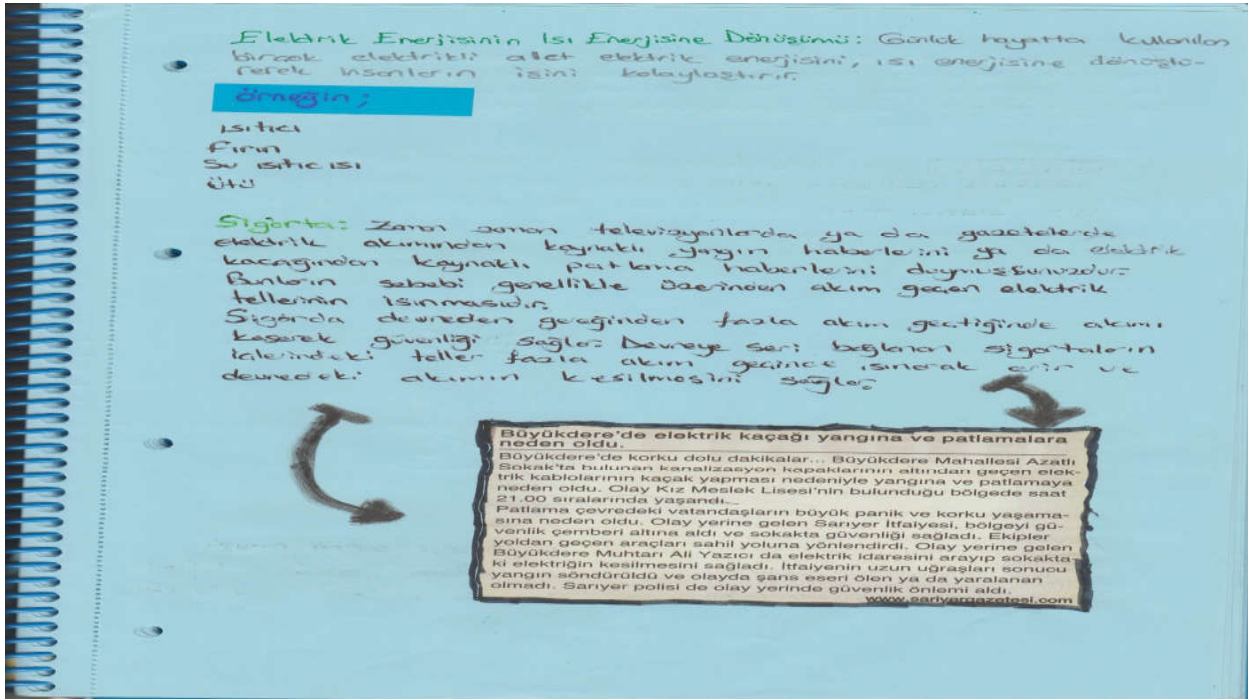 Elektrik Enerjisinin Isı Enerjisine Dönüşümü: Günlük hayatta kullanılan
birçok elektrikli alet elektrik enerjisini, ısı enerjisine dönüştü-
rerek insanların işini kolaylaştırır.
örneğin;
ısıtıcı
Fırın
Su ısıtıcısı
Ütü
Sigorta: Zaman zaman televizyonlarda ya da gazetelerde
elektrik akımından kaynaklı yangın haberlerini ya da elektrik
kaçağından kaynaklı patlama haberlerini duymuşsunuzdur.
Bunların sebebi genellikle üzerinden akım geçen elektrik
tellerinin ısınmasıdır.
Sigorda devreden gereğinden fazla akım geçtiğinde akımı
keserek güvenliği sağlar. Devreye seri bağlanan sigortaların
içlerindeki teller fazla akım geçince ısınarak erir ve
devredeki akımın kesilmesini sağlar.
Büyükdere'de elektrik kaçağı yangına ve patlamalara
neden oldu.
Büyükdere'de korku dolu dakikalar... Büyükdere Mahallesi Azatlı
Sokak'ta bulunan kanalizasyon kapaklarının altından geçen elek-
trik kablolarının kaçak yapması nedeniyle yangına ve patlamaya
neden oldu. Olay Kız Meslek Lisesi'nin bulunduğu bölgede saat
21.00 sıralarında yaşandı...
Patlama çevredeki vatandaşların büyük panik ve korku yaşama-
sına neden oldu. Olay yerine gelen Sarıyer İtfaiyesi, bölgeyi gü-
venlik çemberi altına aldı ve sokakta güvenliği sağladı. Ekipler
yoldan geçen araçları sahil yoluna yönlendirdi. Olay yerine gelen
Büyükdere Muhtarı Ali Yazıcı da elektrik idaresini arayıp sokakta-
ki elektriğin kesilmesini sağladı. İtfaiyenin uzun uğraşları sonucu
yangın söndürüldü ve olayda şans eseri ölen ya da yaralanan
olmadı. Sarıyer polisi de olay yerinde güvenlik önlemi aldı.
www.sariyergazetesi.com